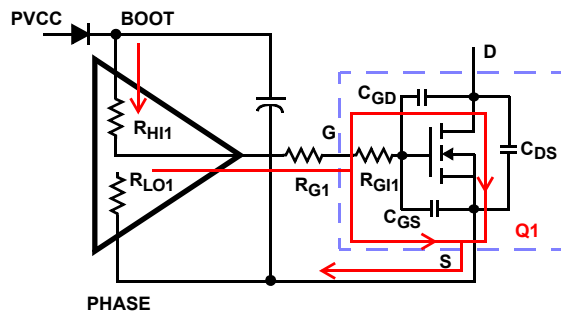 PVCC
BOOT
D
CGD
RHI1
G
CDS
RLO1
RG1
RGI1
CGS
Q1
S
PHASE